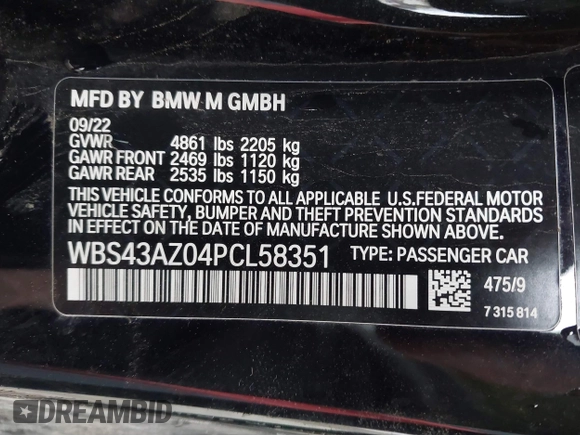 MFD BY BMW M GMBH
09/22
GVWR 4861 lbs 2205 kg
GAWR FRONT 2469 lbs 1120 kg
GAWR REAR 2535 lbs 1150 kg
THIS VEHICLE CONFORMS TO ALL APPLICABLE U.S.FEDERAL MOTOR
VEHICLE SAFETY, BUMPER AND THEFT PREVENTION STANDARDS
IN EFFECT ON THE DATE OF MANUFACTURE SHOWN ABOVE.
WBS43AZ04PCL58351 TYPE: PASSENGER CAR
475/9
7 315 814
DREAMBID